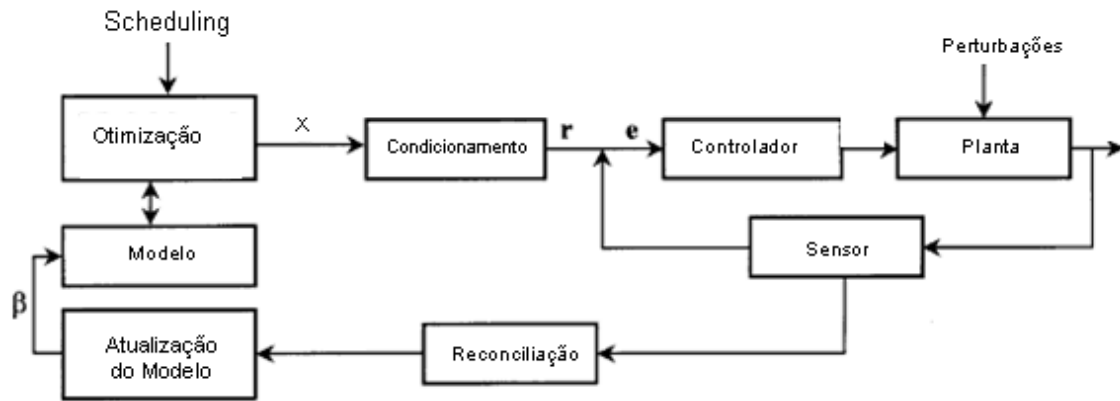 Scheduling
Perturbações
Otimização
X
Condicionamento
r
e
Controlador
Planta
Modelo
Sensor
β
Atualização
do Modelo
Reconciliação